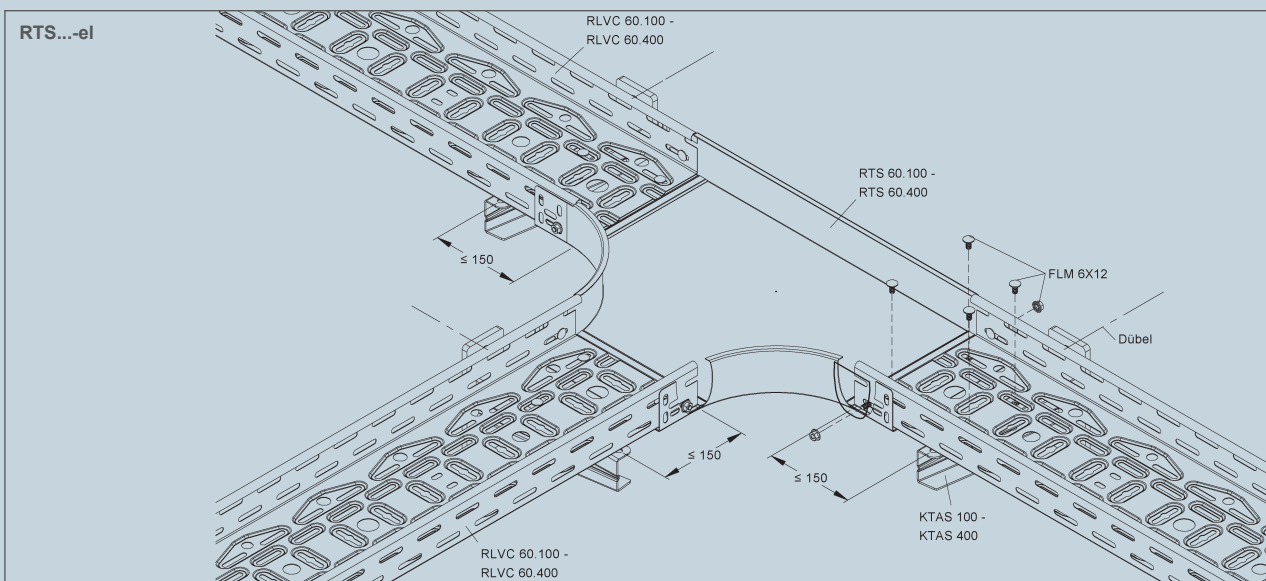 RTS...-el
RLVC 60.100 -
RLVC 60.400
RTS 60.100 -
RTS 60.400
≤ 150
FLM 6X12
Dübel
≤ 150
≤ 150
KTAS 100 -
KTAS 400
RLVC 60.100 -
RLVC 60.400